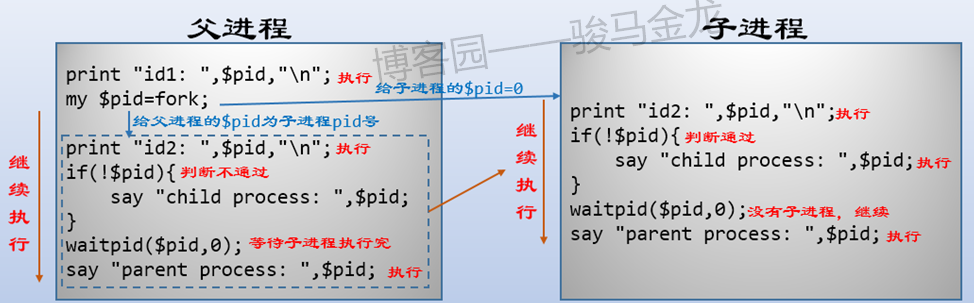 父进程
子进程
博客园——骏马金龙
print "id1: ",$pid,"\n"; 执行
my $pid=fork;
给子进程的$pid=0
给父进程的$pid为子进程pid号
print "id2: ",$pid,"\n"; 执行
if(!$pid){ 判断不通过
say "child process: ",$pid;
}
waitpid($pid,0); 等待子进程执行完
say "parent process: ",$pid; 执行
继续执行
继续执行
print "id2: ",$pid,"\n";执行
if(!$pid){ 判断通过
say "child process: ",$pid;执行
}
waitpid($pid,0);没有子进程，继续
say "parent process: ",$pid; 执行